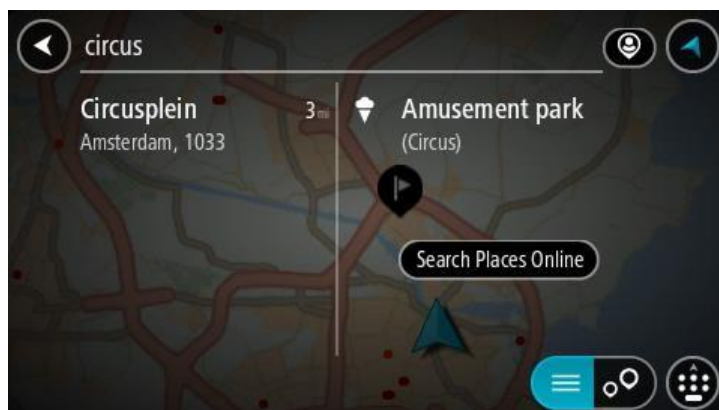 circus
Circusplein 3 mi
Amsterdam, 1033
Amusement park
(Circus)
Search Places Online